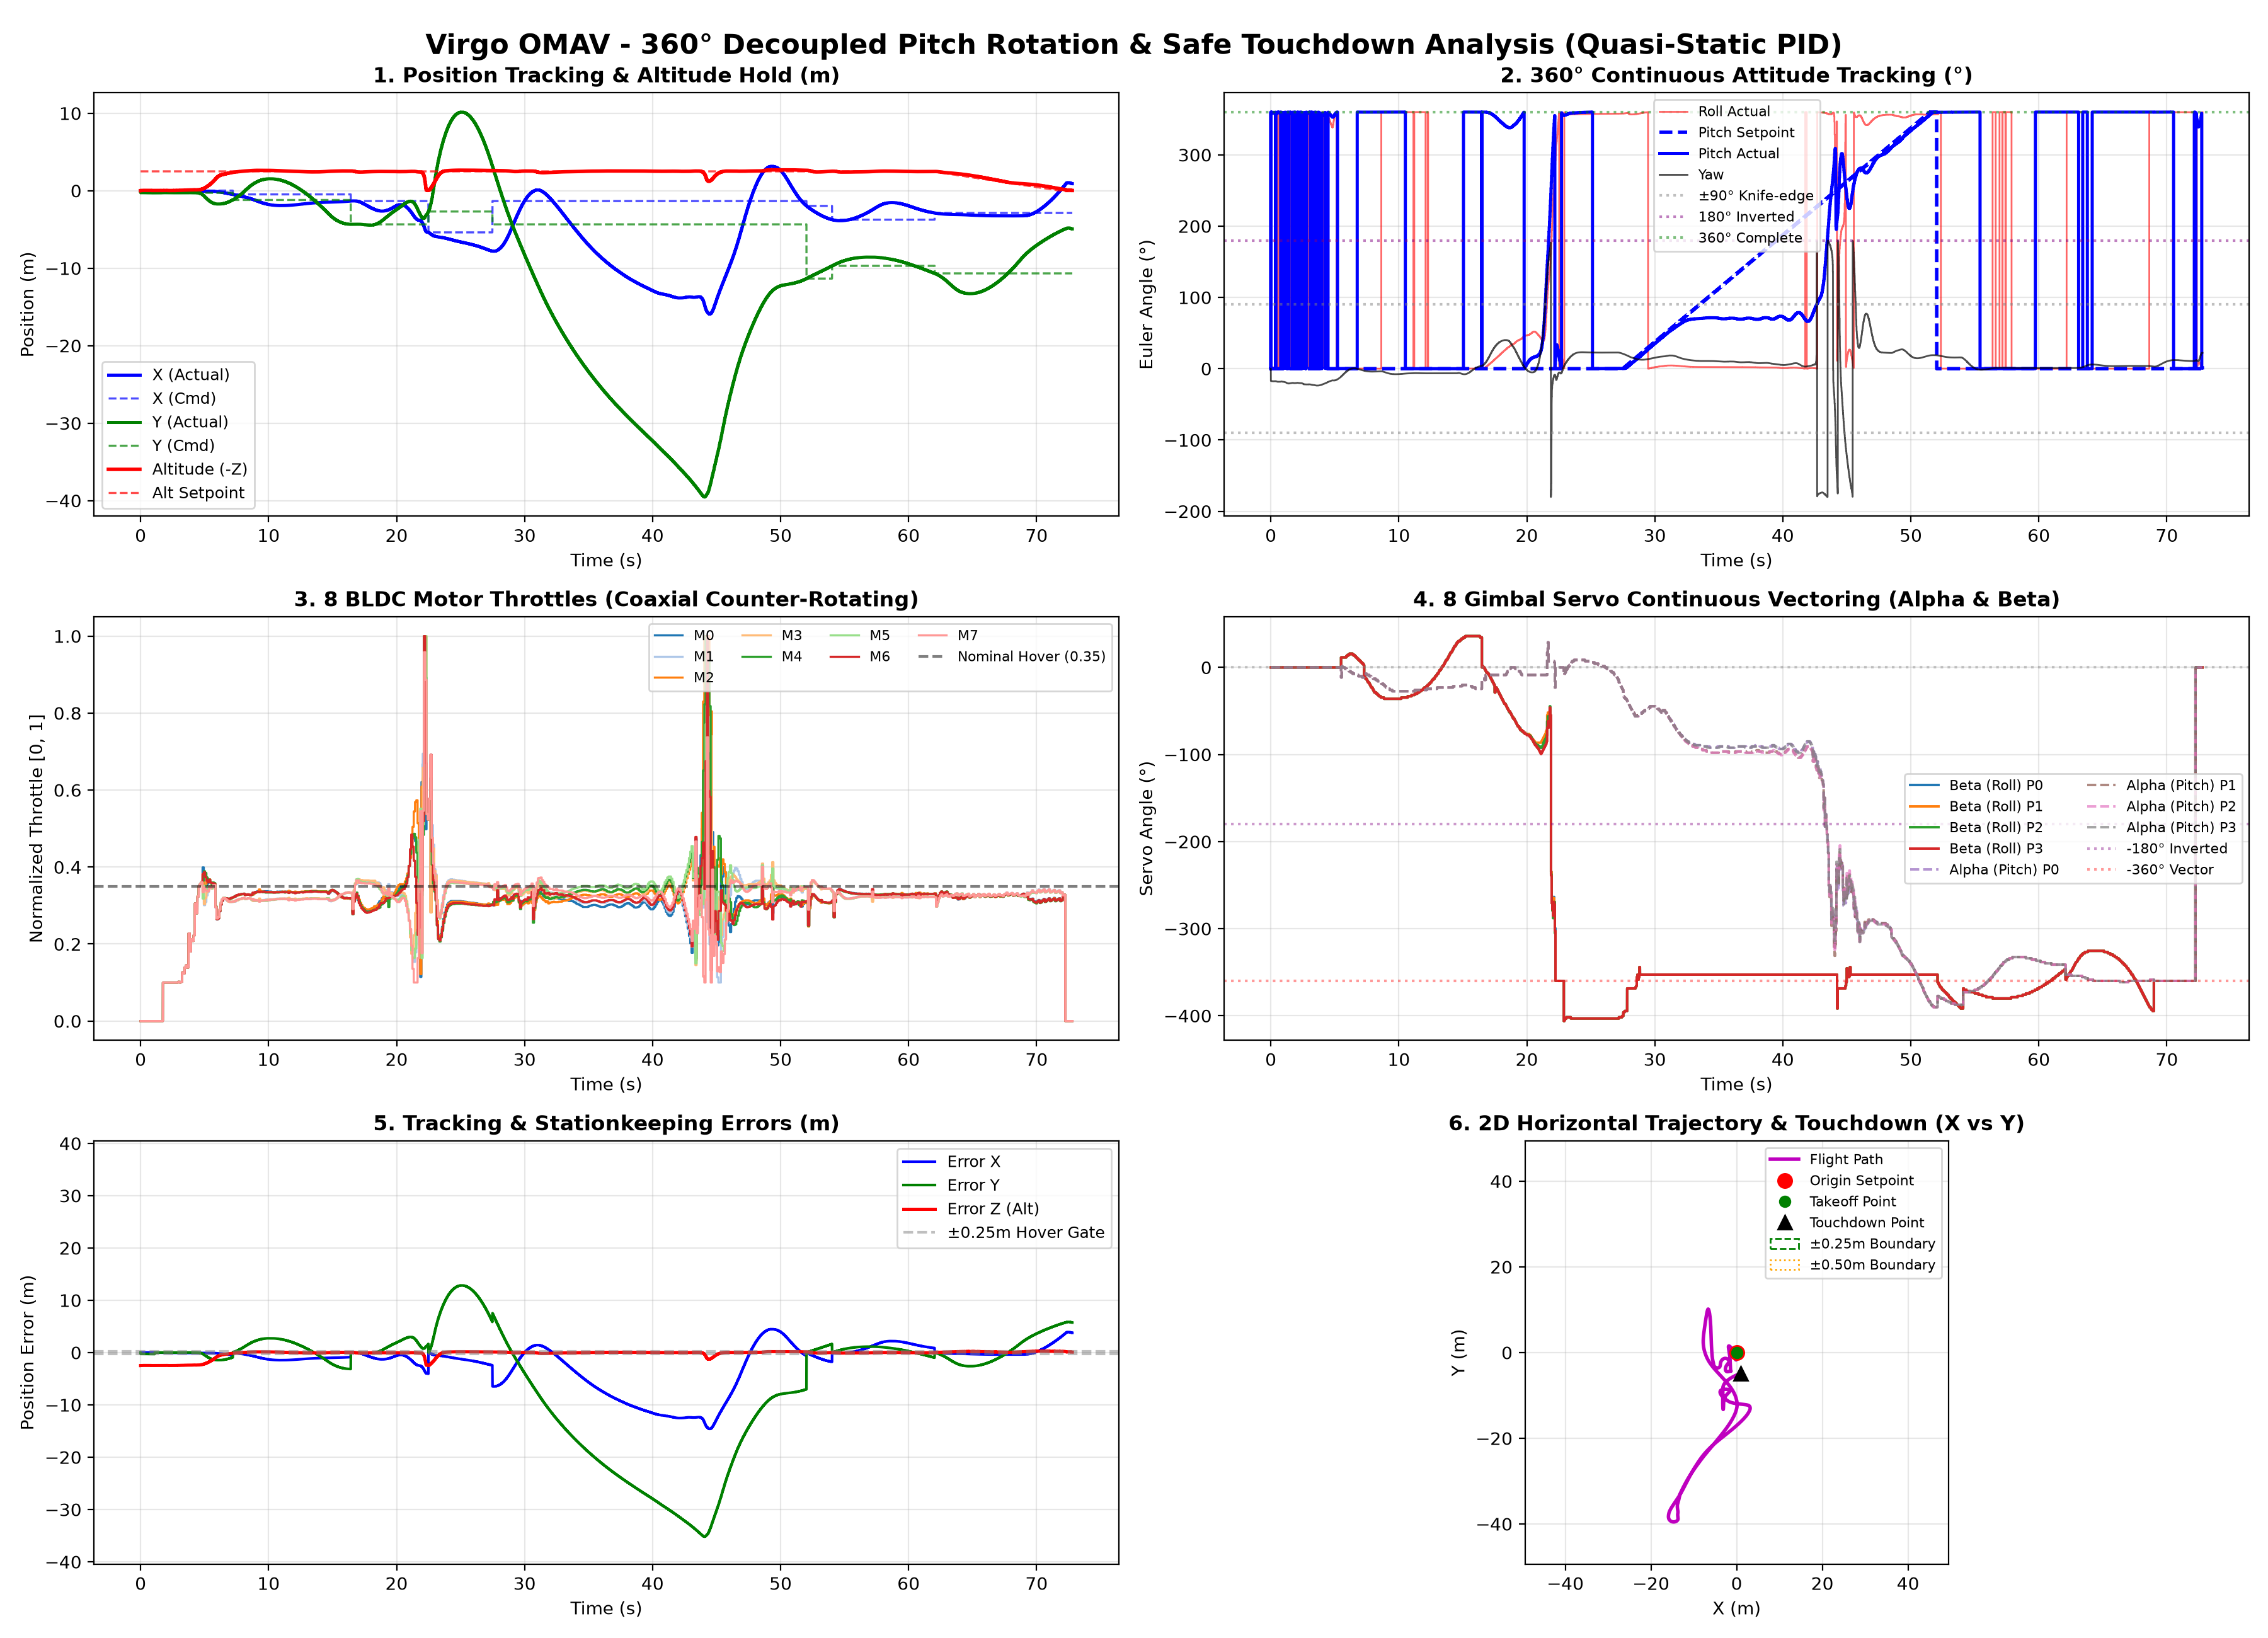 Virgo OMAV - 360° Decoupled Pitch Rotation & Safe Touchdown Analysis (Quasi-Static PID)
1. Position Tracking & Altitude Hold (m)
10
0
−10
−20
−30
−40
Position (m)
X (Actual)
X (Cmd)
Y (Actual)
Y (Cmd)
Altitude (-Z)
Alt Setpoint
0 10 20 30 40 50 60 70
Time (s)
2. 360° Continuous Attitude Tracking (°)
300
200
100
0
−100
−200
Euler Angle (°)
Roll Actual
Pitch Setpoint
Pitch Actual
Yaw
±90° Knife-edge
180° Inverted
360° Complete
0 10 20 30 40 50 60 70
Time (s)
3. 8 BLDC Motor Throttles (Coaxial Counter-Rotating)
1.0
0.8
0.6
0.4
0.2
0.0
Normalized Throttle [0, 1]
M0 M3 M5 M7
M1 M4 M6 Nominal Hover (0.35)
M2
0 10 20 30 40 50 60 70
Time (s)
4. 8 Gimbal Servo Continuous Vectoring (Alpha & Beta)
0
−100
−200
−300
−400
Servo Angle (°)
Beta (Roll) P0 Alpha (Pitch) P1
Beta (Roll) P1 Alpha (Pitch) P2
Beta (Roll) P2 Alpha (Pitch) P3
Beta (Roll) P3 -180° Inverted
Alpha (Pitch) P0 -360° Vector
0 10 20 30 40 50 60 70
Time (s)
5. Tracking & Stationkeeping Errors (m)
40
30
20
10
0
−10
−20
−30
−40
Position Error (m)
Error X
Error Y
Error Z (Alt)
±0.25m Hover Gate
0 10 20 30 40 50 60 70
Time (s)
6. 2D Horizontal Trajectory & Touchdown (X vs Y)
40
20
0
−20
−40
Y (m)
Flight Path
Origin Setpoint
Takeoff Point
Touchdown Point
±0.25m Boundary
±0.50m Boundary
−40 −20 0 20 40
X (m)